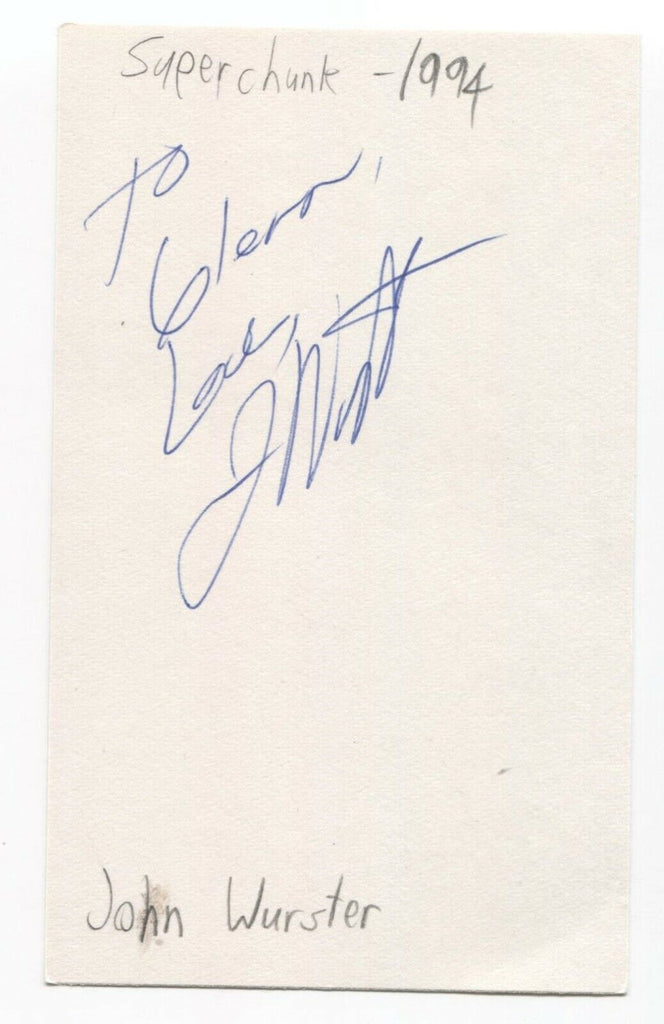 Superchunk -1994
To
Glenn,
Love,
John Wurster